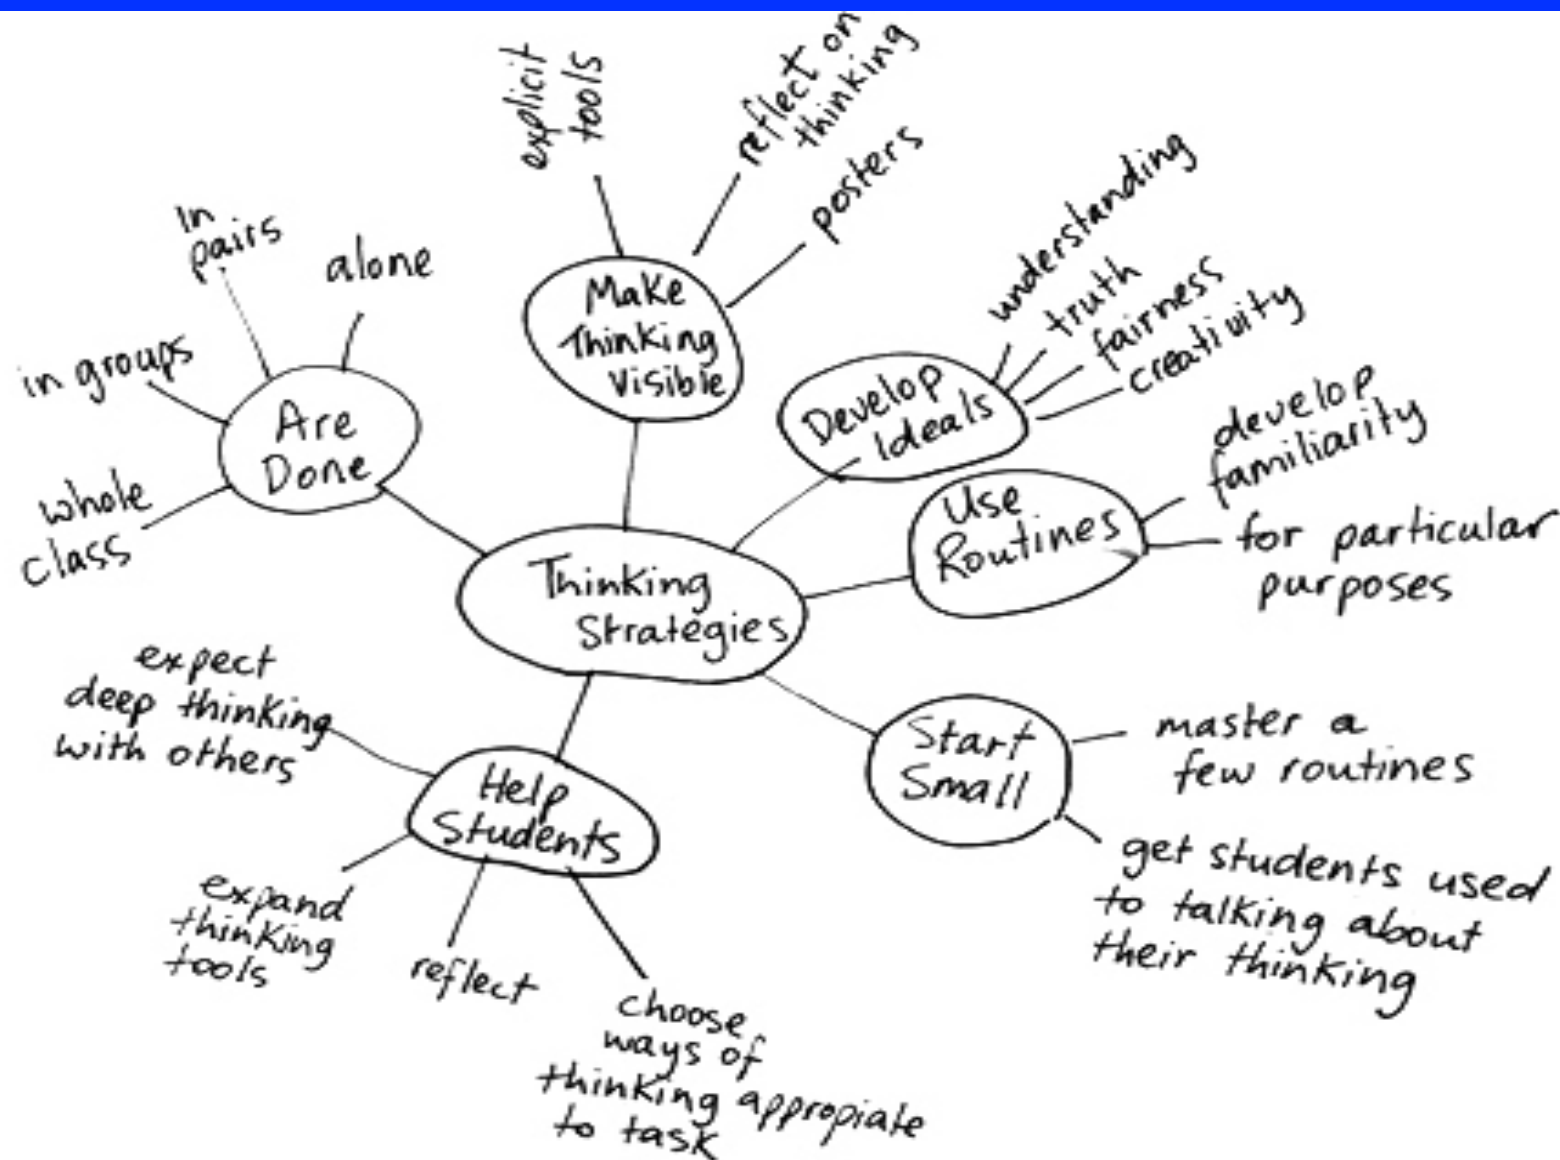 explicit
tools
reflect on
thinking
posters
Make
Thinking
Visible
in
pairs
alone
in groups
whole
class
Are
Done
understanding
truth
fairness
creativity
Develop
Ideals
develop
familiarity
for particular
purposes
Use
Routines
Thinking
Strategies
expect
deep thinking
with others
Help
Students
expand
thinking
tools
reflect
choose
ways of
thinking appropiate
to task
Start
Small
master a
few routines
get students used
to talking about
their thinking